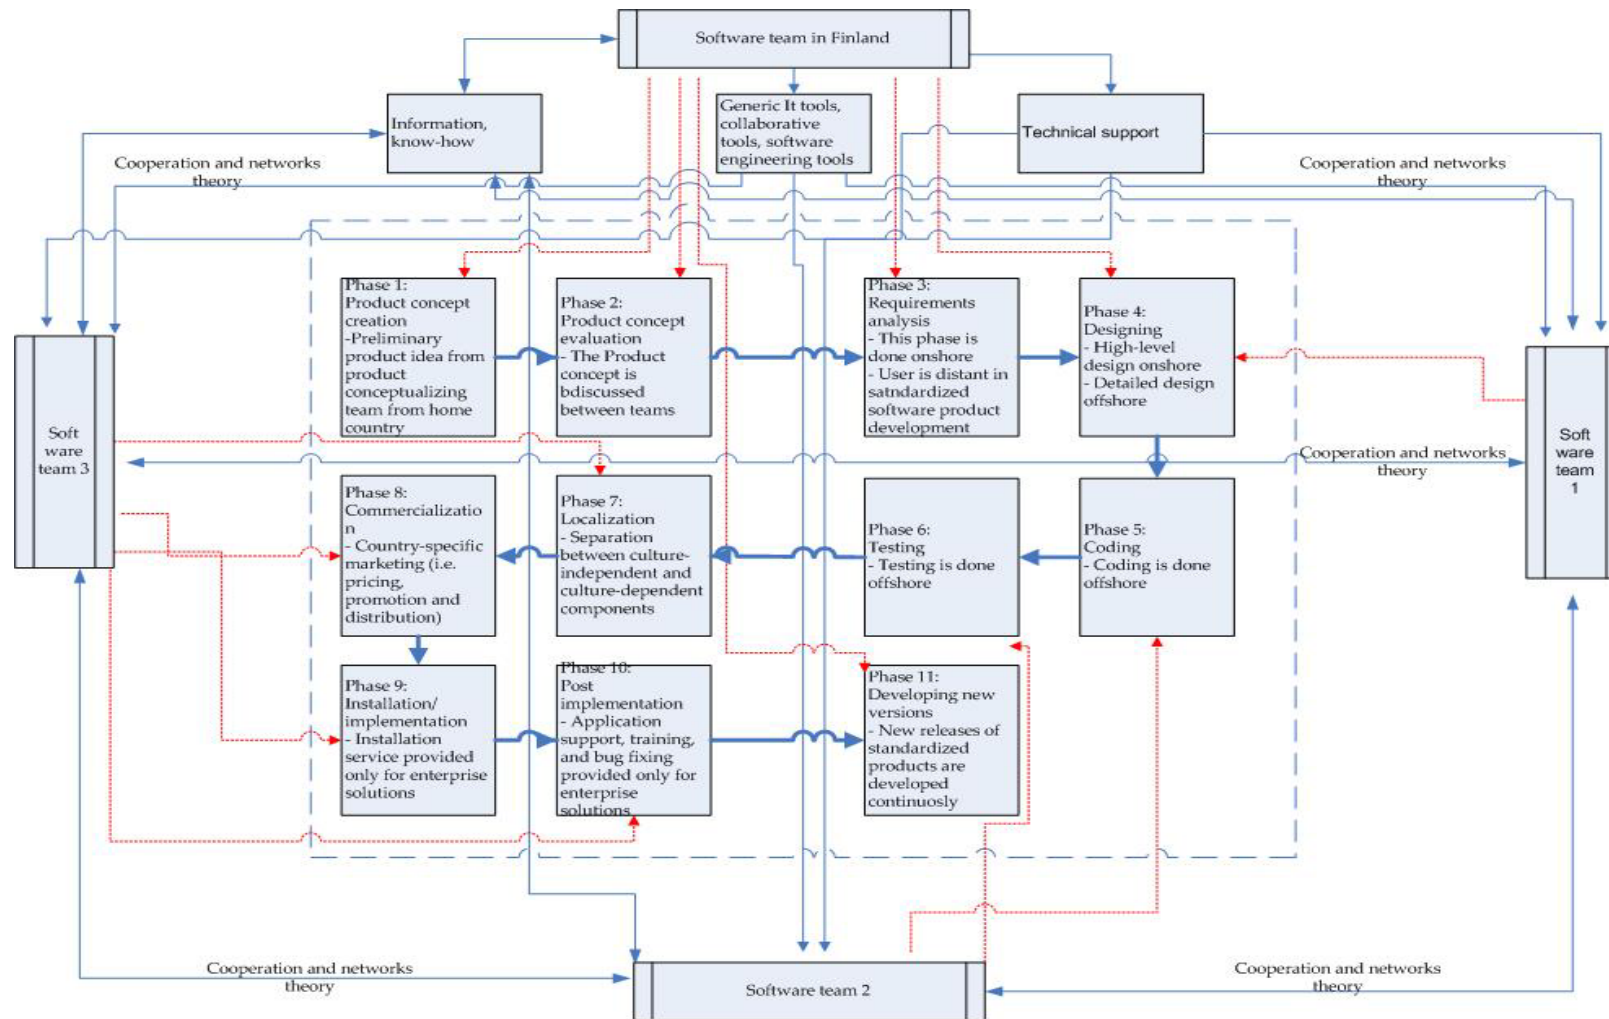 Software team in Finland
Information,
know-how
Generic It tools,
collaborative
tools, software
engineering tools
Technical support
Cooperation and networks
theory
Cooperation and networks
theory
Phase 1:
Product concept
creation
-Preliminary
product idea from
product
conceptualizing
team from home
country
Phase 2:
Product concept
evaluation
- The Product
concept is
bdiscussed
between teams
Phase 3:
Requirements
analysis
- This phase is
done onshore
- User is distant in
satndardized
software product
development
Phase 4:
Designing
- High-level
design onshore
- Detailed design
offshore
Soft
ware
team 3
Cooperation and networks
theory
Soft
ware
team
1
Phase 8:
Commercializatio
n
- Country-specific
marketing (i.e.
pricing,
promotion and
distribution)
Phase 7:
Localization
- Separation
between culture-
independent and
culture-dependent
components
Phase 6:
Testing
- Testing is done
offshore
Phase 5:
Coding
- Coding is done
offshore
Phase 9:
Installation/
implementation
- Installation
service provided
only for enterprise
solutions
Phase 10:
Post
implementation
- Application
support, training,
and bug fixing
provided only for
enterprise
solutions
Phase 11:
Developing new
versions
- New releases of
standardized
products are
developed
continuosly
Cooperation and networks
theory
Software team 2
Cooperation and networks
theory